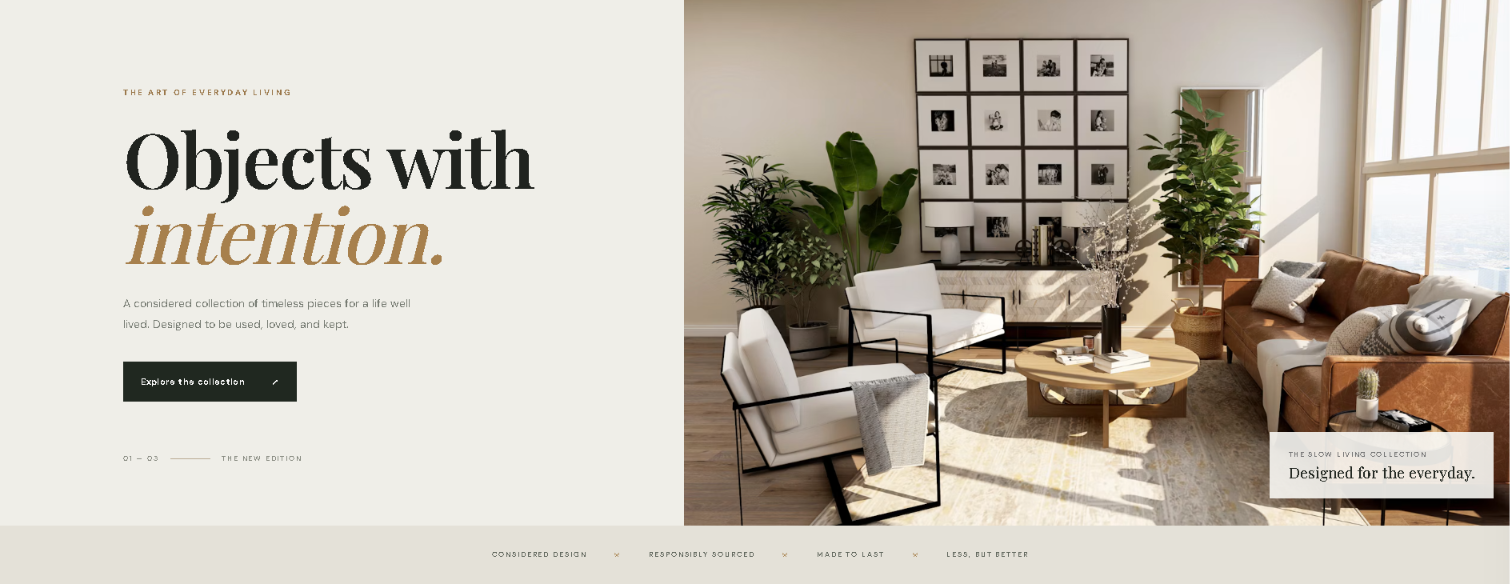 THE ART OF EVERYDAY LIVING
Objects with
intention.
A considered collection of timeless pieces for a life well
lived. Designed to be used, loved, and kept.
Explore the collection
01 — 03 THE NEW EDITION
THE SLOW LIVING COLLECTION
Designed for the everyday.
CONSIDERED DESIGN × RESPONSIBLY SOURCED × MADE TO LAST × LESS, BUT BETTER